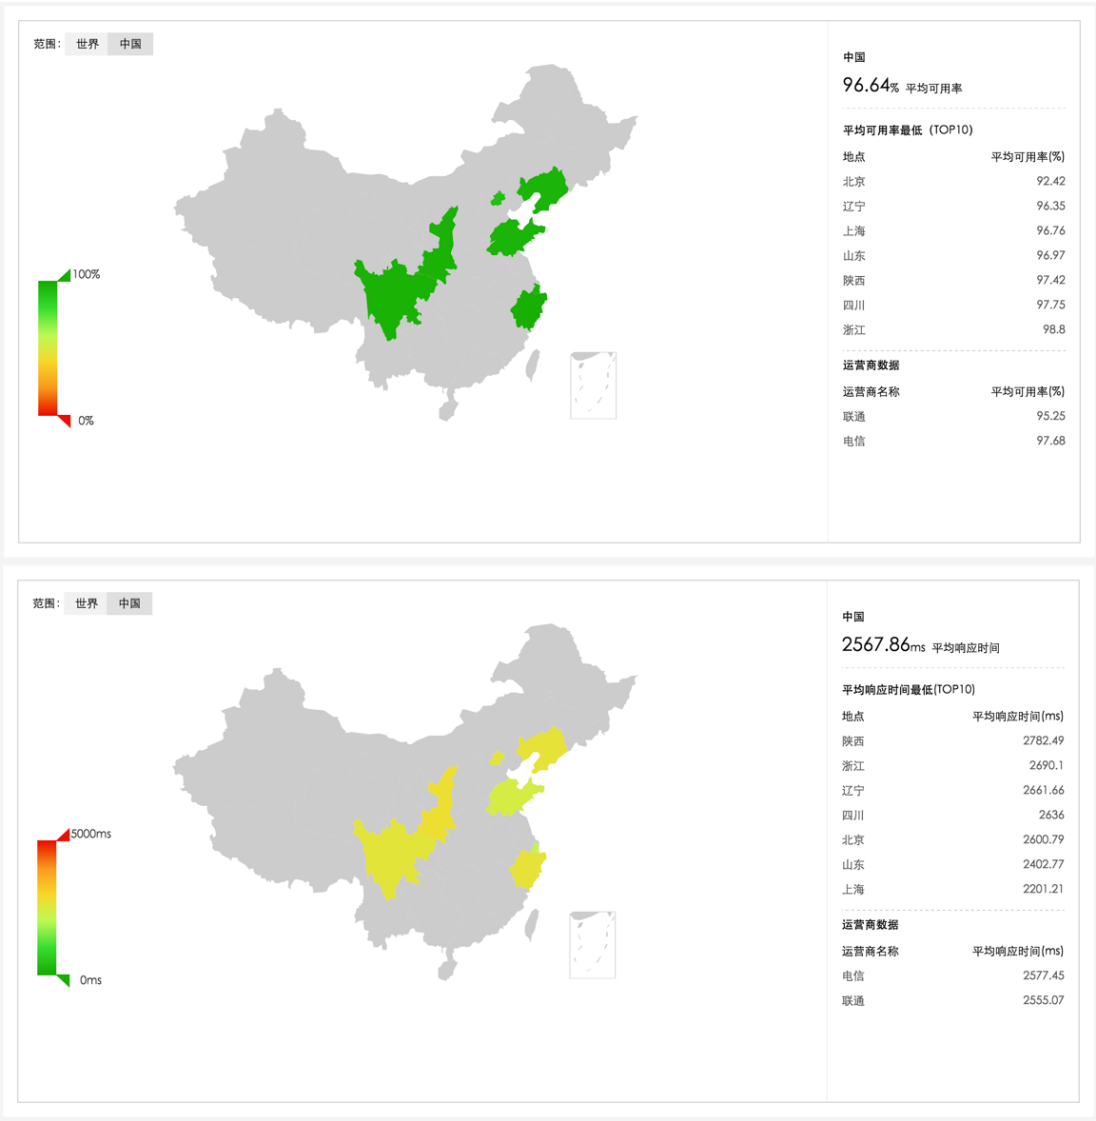 范围： 世界 中国
100%
0%
中国
96.64% 平均可用率
平均可用率最低（TOP10）
地点 平均可用率(%)
北京 92.42
辽宁 96.35
上海 96.76
山东 96.97
陕西 97.42
四川 97.75
浙江 98.8
运营商数据
运营商名称 平均可用率(%)
联通 95.25
电信 97.68
范围： 世界 中国
5000ms
0ms
中国
2567.86ms 平均响应时间
平均响应时间最低(TOP10)
地点 平均响应时间(ms)
陕西 2782.49
浙江 2690.1
辽宁 2661.66
四川 2636
北京 2600.79
山东 2402.77
上海 2201.21
运营商数据
运营商名称 平均响应时间(ms)
电信 2577.45
联通 2555.07